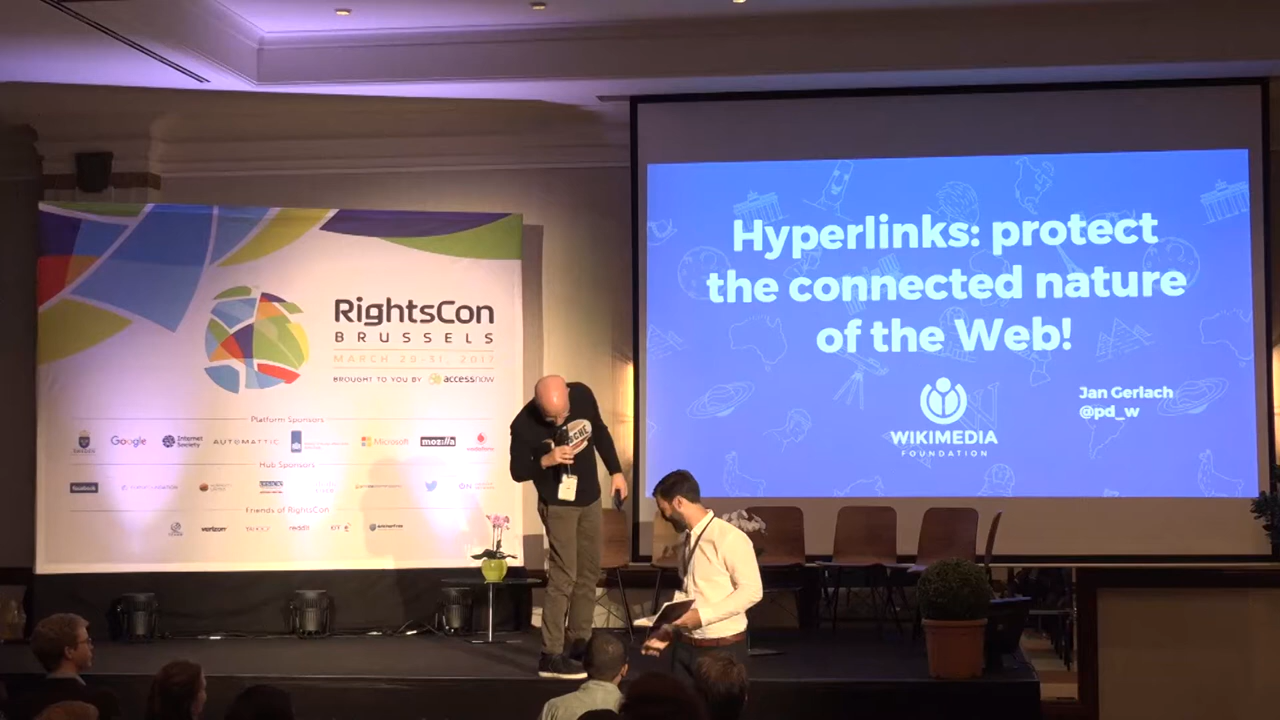 RightsCon
BRUSSELS
MARCH 29-31, 2017
BROUGHT TO YOU BY accessnow
Platform Sponsors
Google
Internet
Society
AUTOMATTIC
Microsoft
moz://a
vodafone
Hub Sponsors
facebook
Friends of RightsCon
verizon
reddit
Hyperlinks: protect
the connected nature
of the Web!
Jan Gerlach
@pd_w
WIKIMEDIA
FOUNDATION